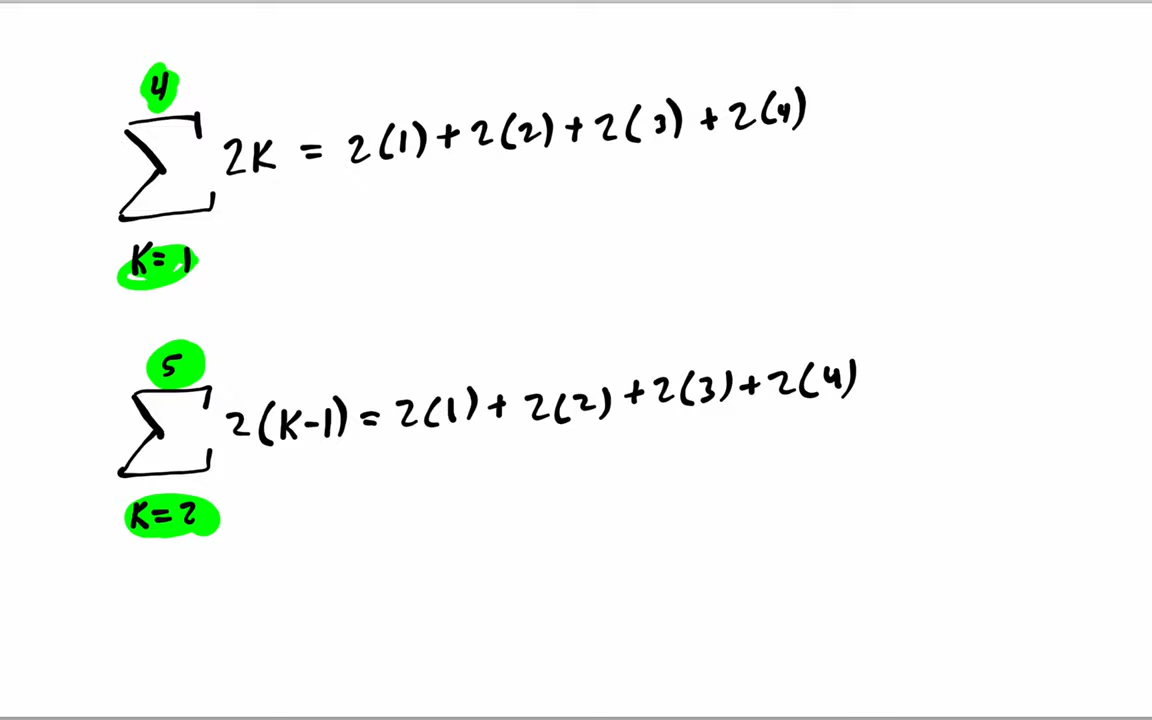 4
∑ 2K = 2(1) + 2(2) + 2(3) + 2(4)
K=1
5
∑ 2(K-1) = 2(1) + 2(2) + 2(3) + 2(4)
K=2